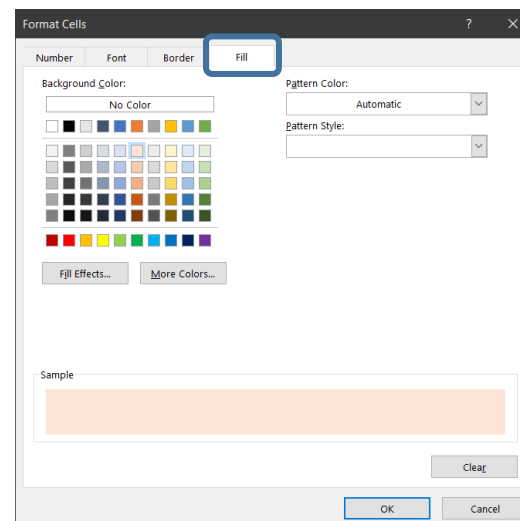 Format Cells ? ×
Number Font Border Fill
Background Color: Pattern Color:
No Color Automatic
Pattern Style:
Fill Effects... More Colors...
Sample
Clear
OK Cancel